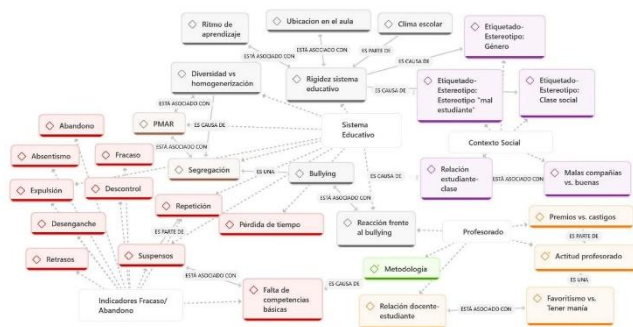 Ritmo de
aprendizaje
Ubicacion en el aula
Clima escolar
Etiquetado-
Estereotipo:
Género
ESTÁ ASOCIADO CON
ESTÁ ASOCIADO CON
ES PARTE DE
ES CAUSA DE
Diversidad vs
homogenerización
Rigidez sistema
educativo
ES CAUSA DE
Etiquetado-
Estereotipo:
Estereotipo "mal
estudiante"
Etiquetado-
Estereotipo:
Clase social
ESTÁ ASOCIADO CON
Abandono
PMAR
ES CAUSA DE
Sistema
Educativo
Contexto Social
Absentismo
Fracaso
ESTÁ ASOCIADO CON
Expulsión
Descontrol
Segregación
ES UNA
Bullying
ES CAUSA DE
Relación
estudiante-
clase
Malas compañias
vs. buenas
ESTÁ ASOCIADO CON
Desenganche
Repetición
ESTÁ ASOCIADO CON
Pérdida de tiempo
Reacción frente
al bullying
Profesorado
Premios vs. castigos
ES PARTE DE
ES PARTE DE
Retrasos
Suspensos
Metodología
Actitud profesorado
ESTÁ ASOCIADO CON
ES CAUSA DE
ES UNA
Indicadores Fracaso/
Abandono
Falta de
competencias
básicas
Relación docente-
estudiante
ESTÁ ASOCIADO CON
Favoritismo vs.
Tener manía